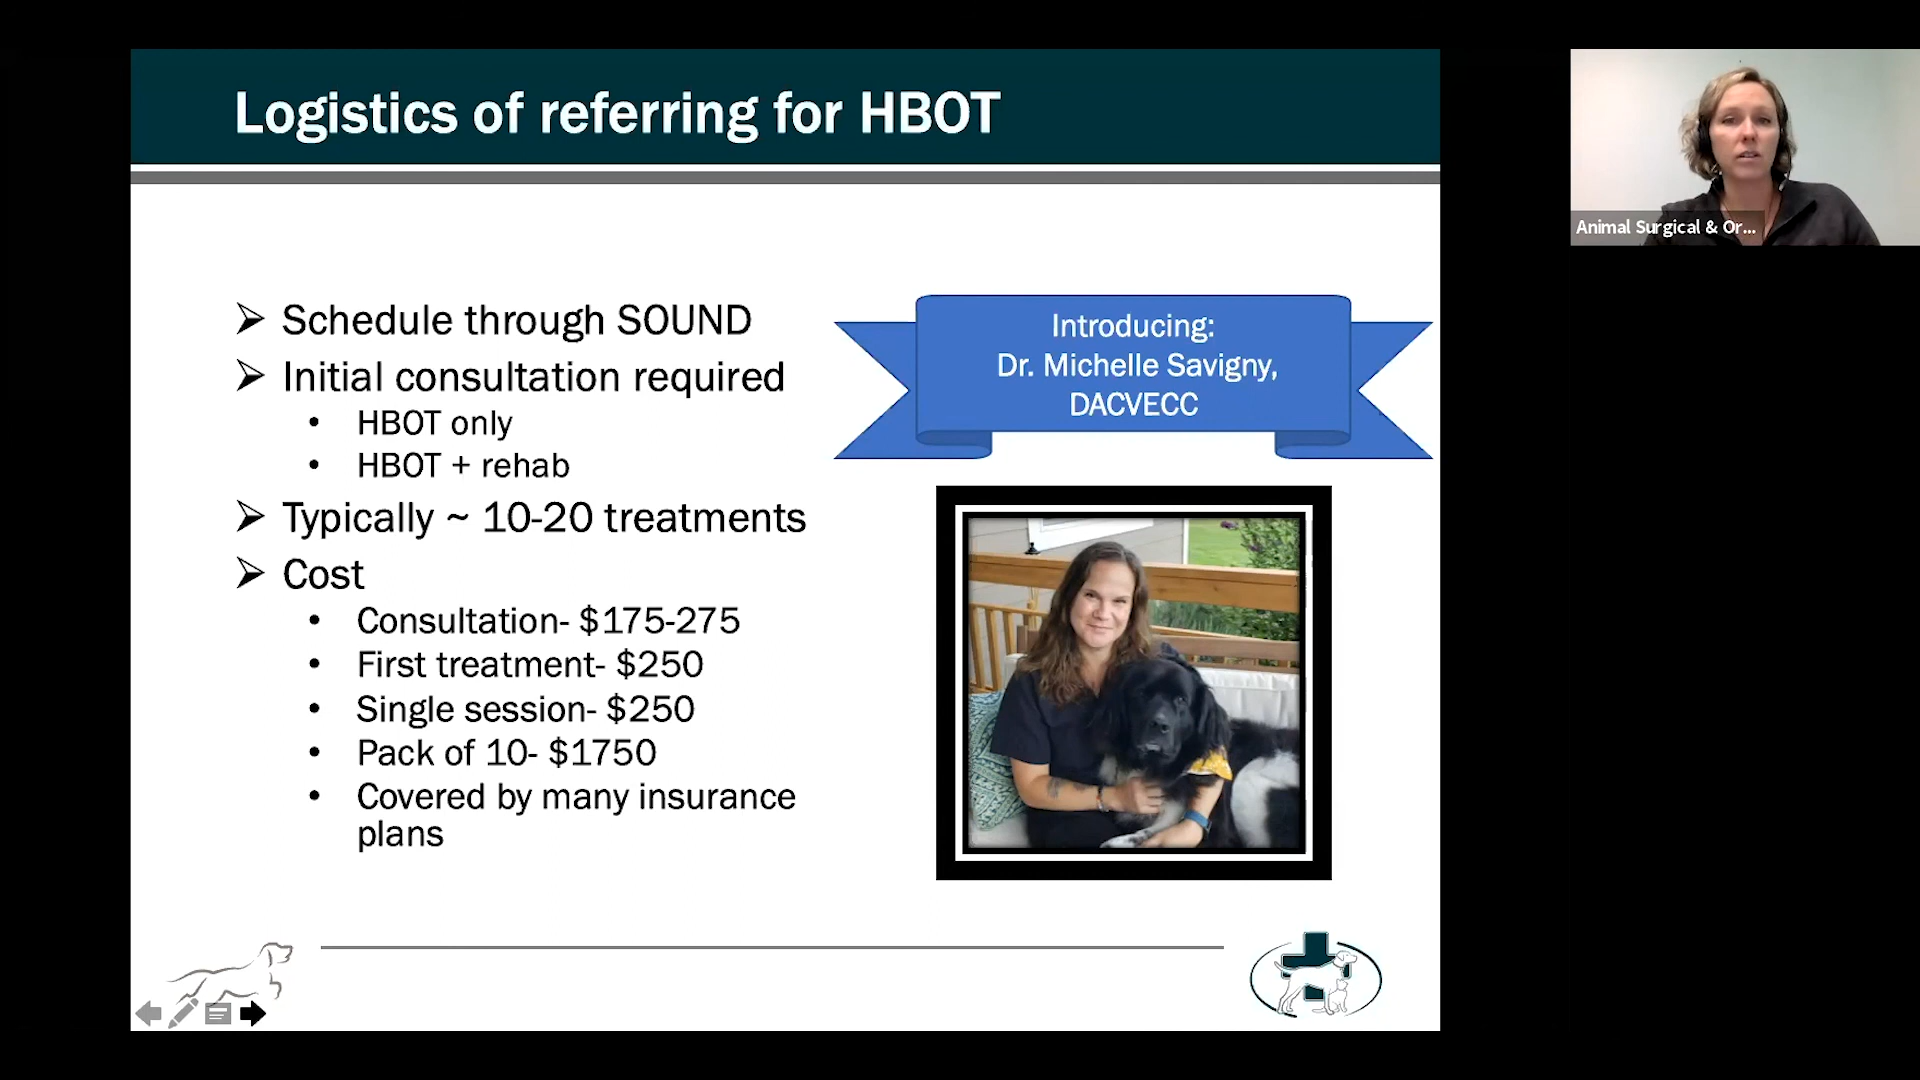 Logistics of referring for HBOT
Schedule through SOUND
Initial consultation required
HBOT only
HBOT + rehab
Typically ~ 10-20 treatments
Cost
Consultation- $175-275
First treatment- $250
Single session- $250
Pack of 10- $1750
Covered by many insurance
plans
Introducing:
Dr. Michelle Savigny,
DACVECC
Animal Surgical & Or...